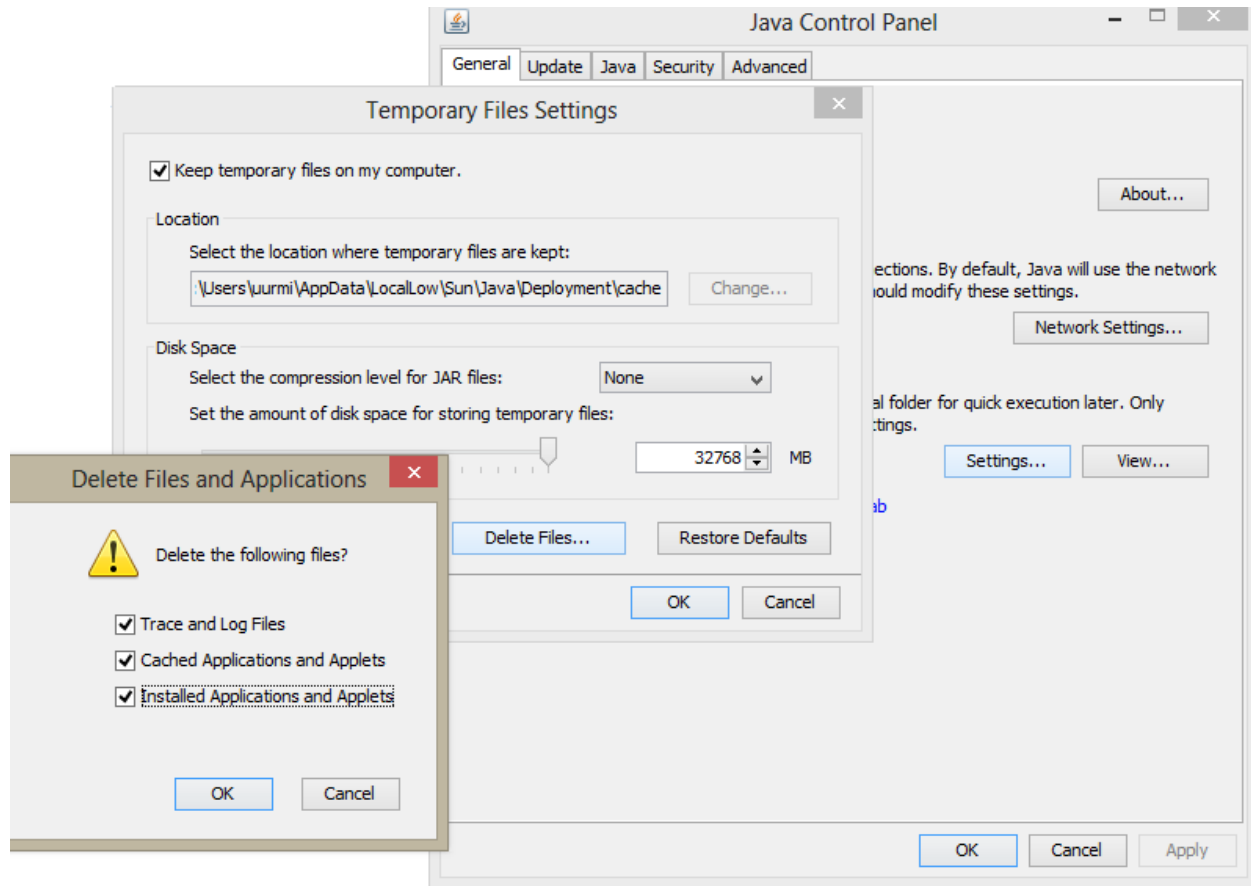 Java Control Panel
General Update Java Security Advanced
Temporary Files Settings
Keep temporary files on my computer.
About...
Location
Select the location where temporary files are kept:
:\Users\uurmi\AppData\LocalLow\Sun\Java\Deployment\cache
Change...
ections. By default, Java will use the network
ould modify these settings.
Network Settings...
Disk Space
Select the compression level for JAR files:
None
Set the amount of disk space for storing temporary files:
32768 MB
al folder for quick execution later. Only
tings.
Settings... View...
ab
Delete Files... Restore Defaults
OK Cancel
Delete Files and Applications
Delete the following files?
Trace and Log Files
Cached Applications and Applets
Installed Applications and Applets
OK Cancel
OK Cancel Apply